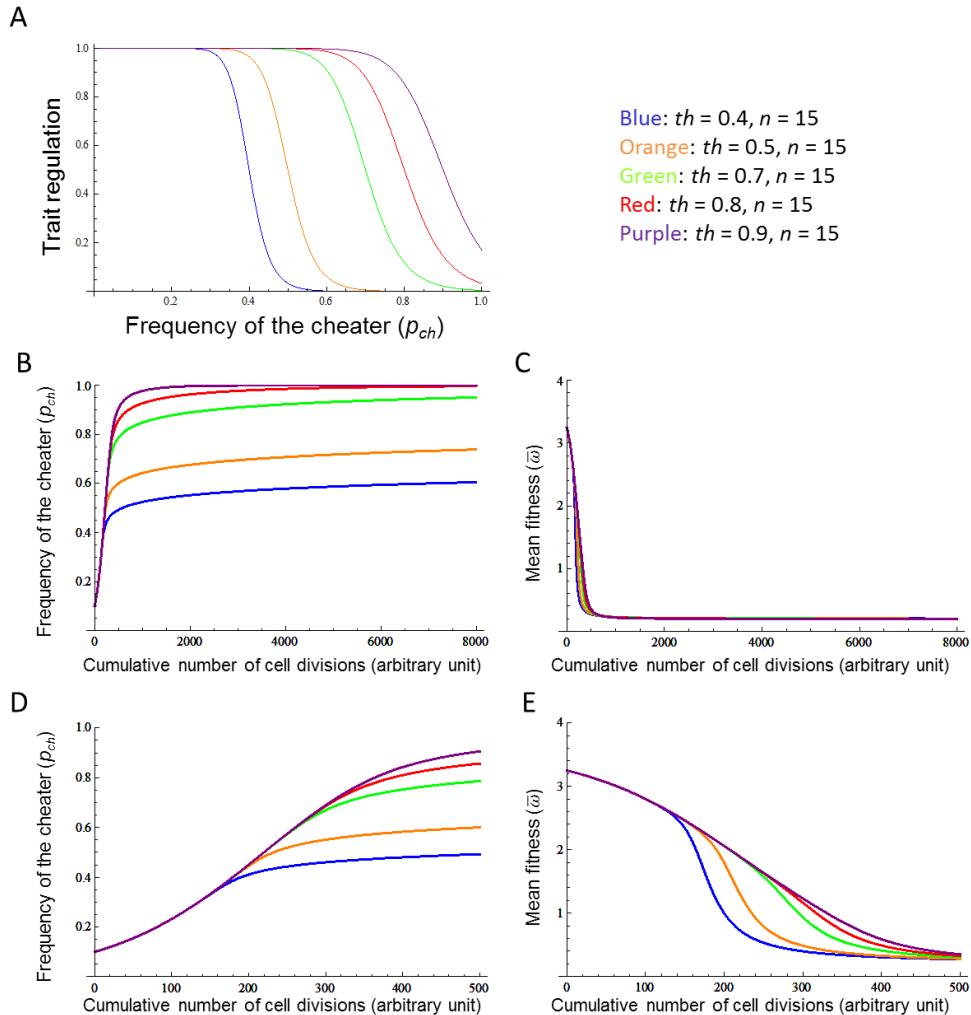 A
Trait regulation
1.0
0.8
0.6
0.4
0.2
0.2
0.4
0.6
0.8
1.0
Frequency of the cheater (p_ch)
Blue: th = 0.4, n = 15
Orange: th = 0.5, n = 15
Green: th = 0.7, n = 15
Red: th = 0.8, n = 15
Purple: th = 0.9, n = 15
B
Frequency of the cheater (p_ch)
1.0
0.8
0.6
0.4
0.2
0
2000
4000
6000
8000
Cumulative number of cell divisions (arbitrary unit)
C
Mean fitness (ω̅)
4
3
2
1
0
2000
4000
6000
8000
Cumulative number of cell divisions (arbitrary unit)
D
Frequency of the cheater (p_ch)
1.0
0.8
0.6
0.4
0.2
0
100
200
300
400
500
Cumulative number of cell divisions (arbitrary unit)
E
Mean fitness (ω̅)
4
3
2
1
0
100
200
300
400
500
Cumulative number of cell divisions (arbitrary unit)